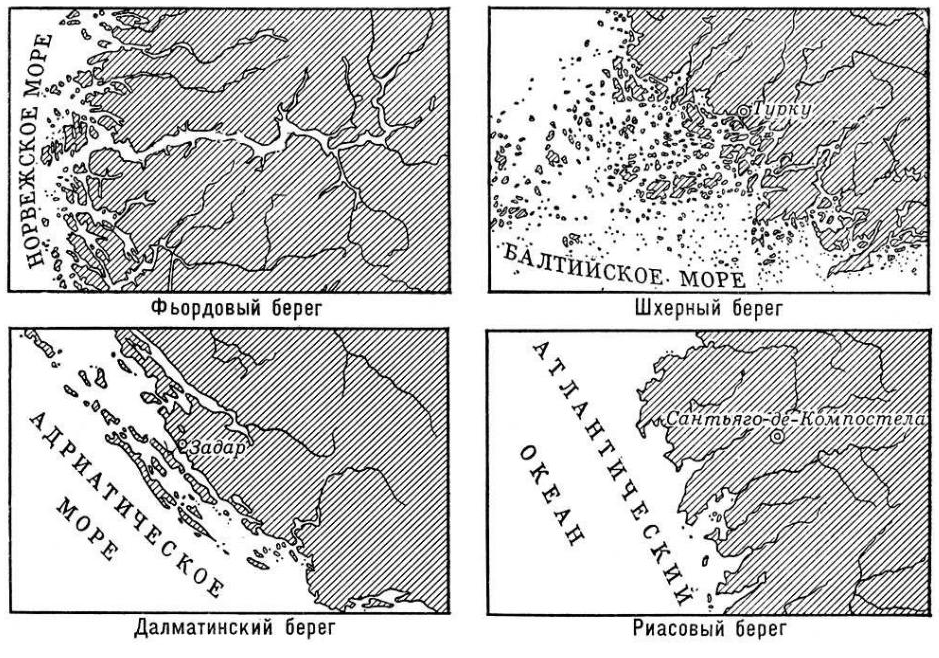 НОРВЕЖСКОЕ МОРЕ
Фьордовый берег
Турку
БАЛТИЙСКОЕ МОРЕ
Шхерный берег
Задар
АДРИАТИЧЕСКОЕ
МОРЕ
Далматинский берег
АТЛАНТИЧЕСКИЙ
ОКЕАН
Сантьяго-де-Компостела
Риасовый берег